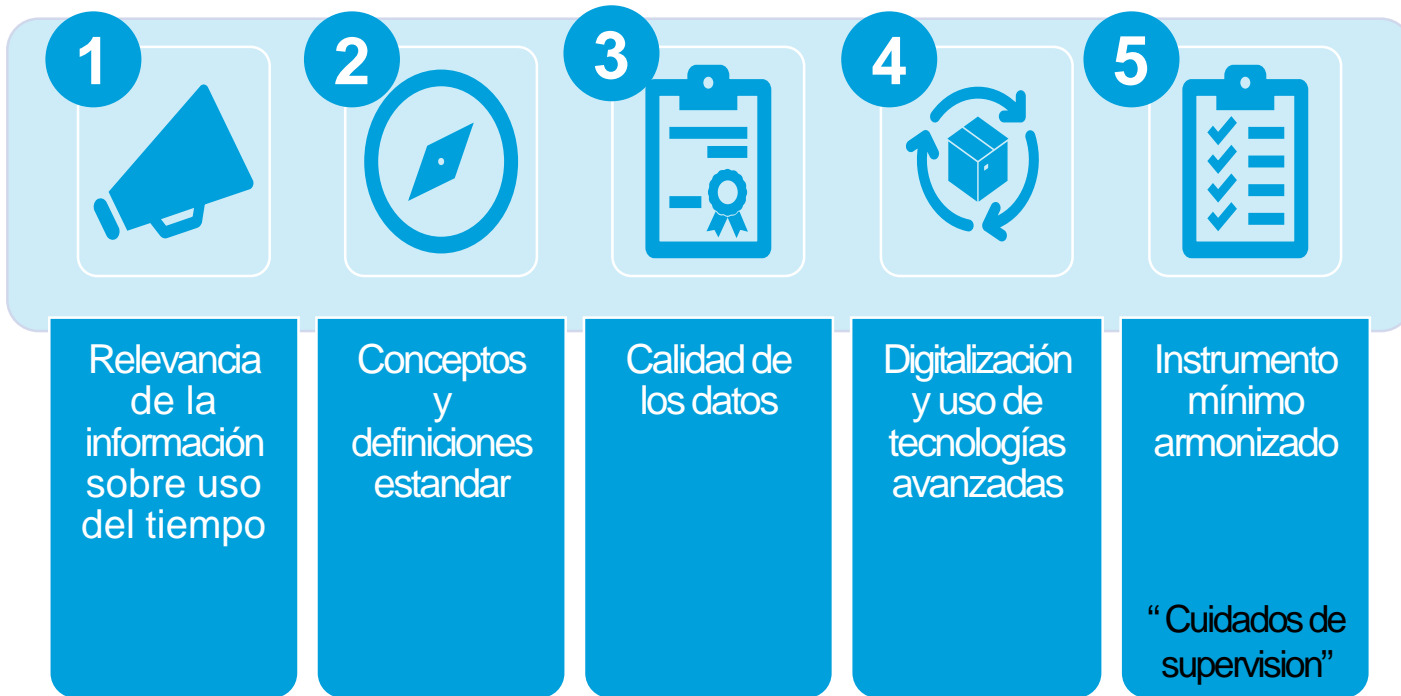 1
2
3
4
5
Relevancia
de la
información
sobre uso
del tiempo
Conceptos
y
definiciones
estandar
Calidad de
los datos
Digitalización
y uso de
tecnologías
avanzadas
Instrumento
mínimo
armonizado
“ Cuidados de
supervision”